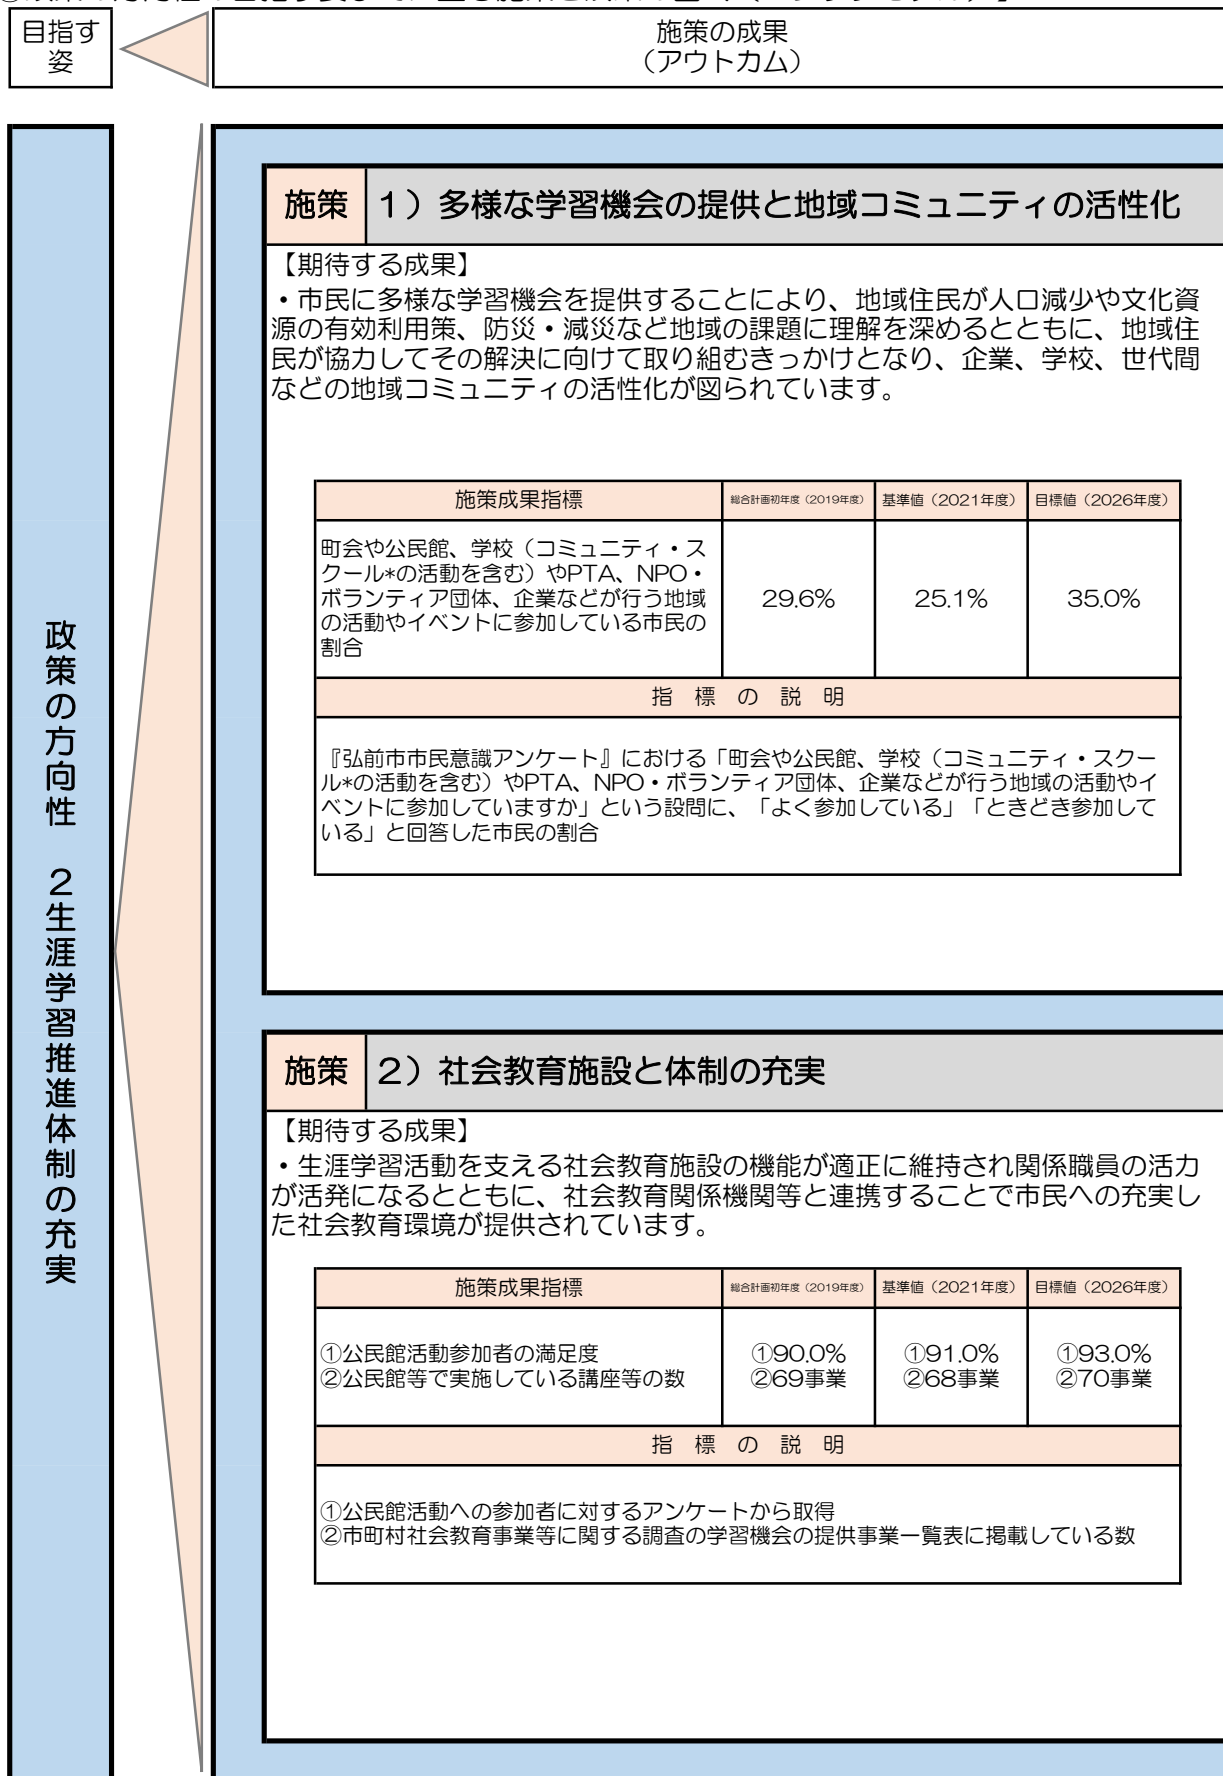 目指す
姿
施策の成果
（アウトカム）
政策の方向性　２生涯学習推進体制の充実
施策
１）多様な学習機会の提供と地域コミュニティの活性化
【期待する成果】
・市民に多様な学習機会を提供することにより、地域住民が人口減少や文化資
源の有効利用策、防災・減災など地域の課題に理解を深めるとともに、地域住
民が協力してその解決に向けて取り組むきっかけとなり、企業、学校、世代間
などの地域コミュニティの活性化が図られています。
施策成果指標
総合計画初年度（2019年度）
基準値（2021年度）
目標値（2026年度）
町会や公民館、学校（コミュニティ・ス
クール*の活動を含む）やPTA、NPO・
ボランティア団体、企業などが行う地域
の活動やイベントに参加している市民の
割合
29.6%
25.1%
35.0%
指　標　の　説　明
『弘前市市民意識アンケート』における「町会や公民館、学校（コミュニティ・スクー
ル*の活動を含む）やPTA、NPO・ボランティア団体、企業などが行う地域の活動やイ
ベントに参加していますか」という設問に、「よく参加している」「ときどき参加して
いる」と回答した市民の割合
施策
２）社会教育施設と体制の充実
【期待する成果】
・生涯学習活動を支える社会教育施設の機能が適正に維持され関係職員の活力
が活発になるとともに、社会教育関係機関等と連携することで市民への充実し
た社会教育環境が提供されています。
施策成果指標
総合計画初年度（2019年度）
基準値（2021年度）
目標値（2026年度）
①公民館活動参加者の満足度
②公民館等で実施している講座等の数
①90.0%
②69事業
①91.0%
②68事業
①93.0%
②70事業
指　標　の　説　明
①公民館活動への参加者に対するアンケートから取得
②市町村社会教育事業等に関する調査の学習機会の提供事業一覧表に掲載している数